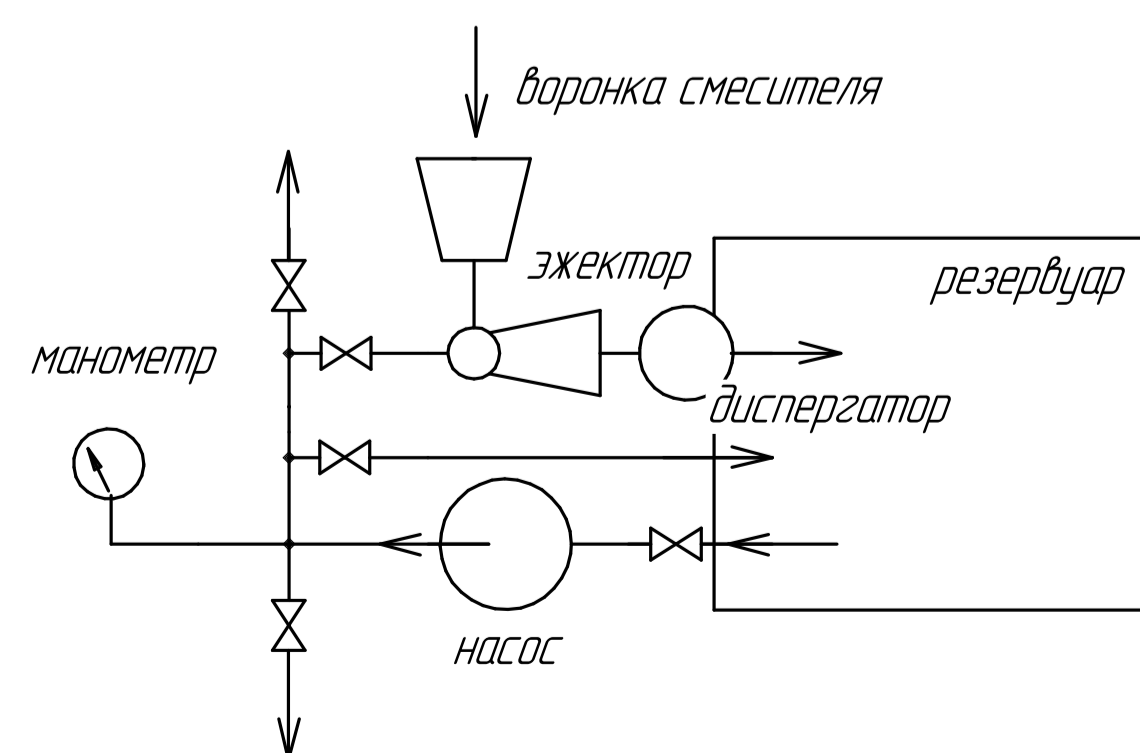 воронка смесителя
эжектор
резервуар
манометр
диспергатор
насос